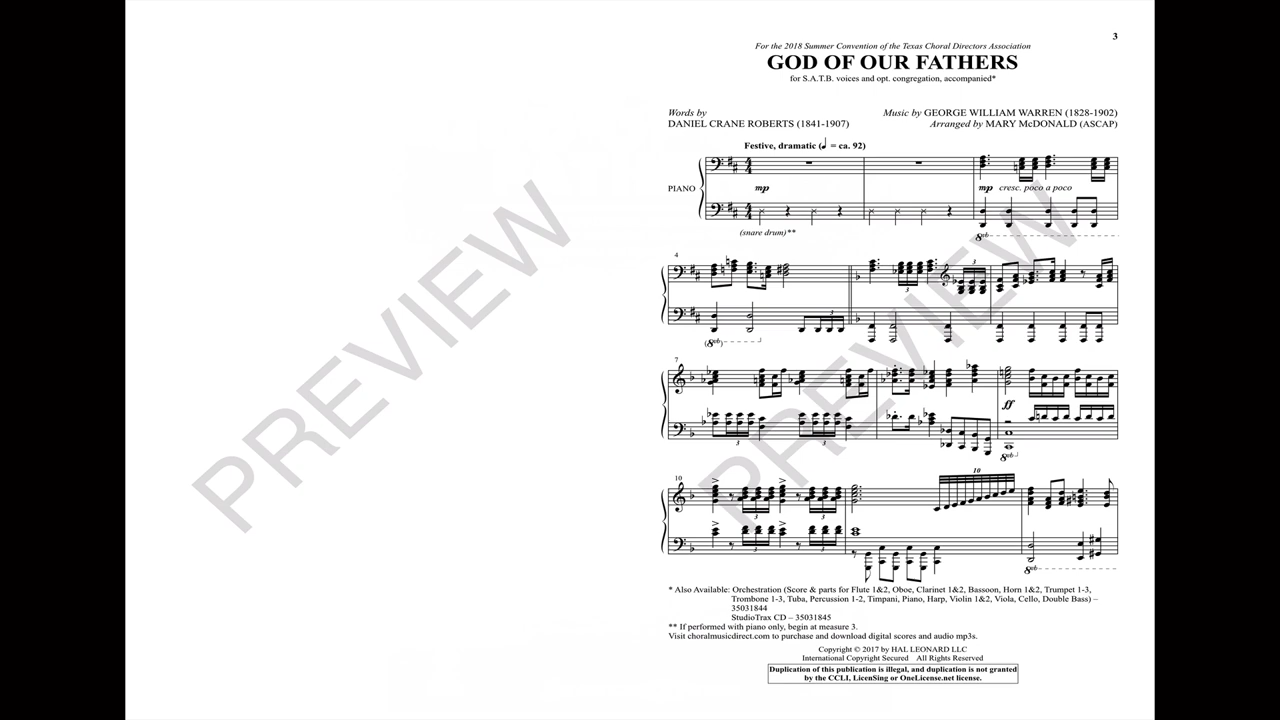 3
For the 2018 Summer Convention of the Texas Choral Directors Association
GOD OF OUR FATHERS
for S.A.T.B. voices and opt. congregation, accompanied*
Words by
DANIEL CRANE ROBERTS (1841-1907)
Music by GEORGE WILLIAM WARREN (1828-1902)
Arranged by MARY McDONALD (ASCAP)
Festive, dramatic (♩ = ca. 92)
PIANO
mp
mp cresc. poco a poco
(snare drum)**
8vb
4
3
3
3
(8vb)
7
ff
3
3
8vb
10
10
3
3
3
3
8vb
PREVIEW
PREVIEW
* Also Available: Orchestration (Score & parts for Flute 1&2, Oboe, Clarinet 1&2, Bassoon, Horn 1&2, Trumpet 1-3,
Trombone 1-3, Tuba, Percussion 1-2, Timpani, Piano, Harp, Violin 1&2, Viola, Cello, Double Bass) –
35031844
StudioTrax CD – 35031845
** If performed with piano only, begin at measure 3.
Visit choralmusicdirect.com to purchase and download digital scores and audio mp3s.
Copyright © 2017 by HAL LEONARD LLC
International Copyright Secured All Rights Reserved
Duplication of this publication is illegal, and duplication is not granted
by the CCLI, LicenSing or OneLicense.net license.